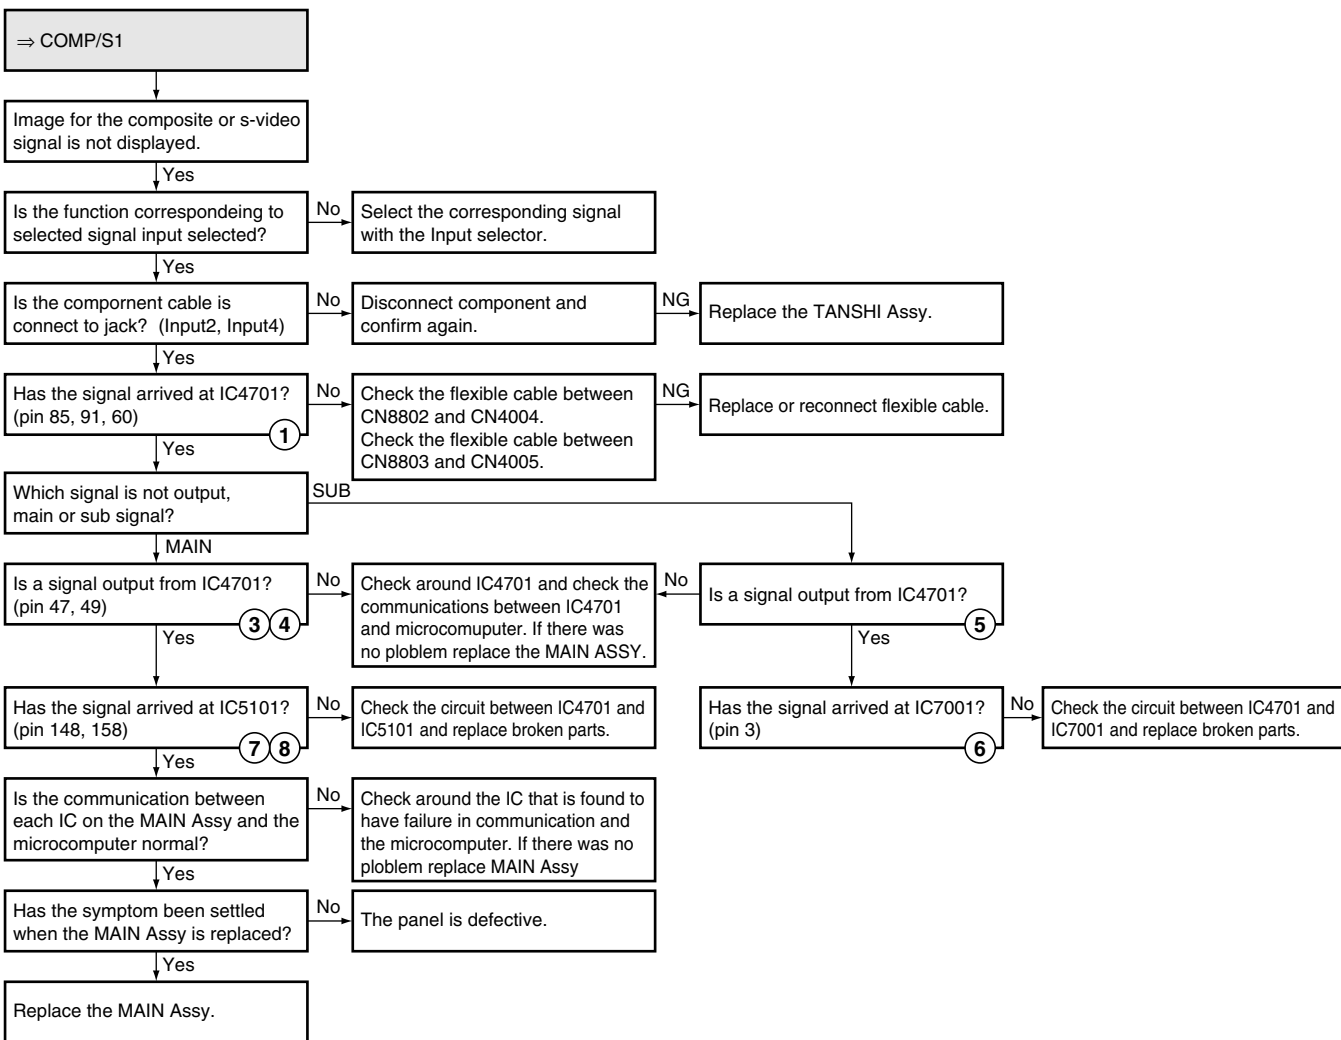 ⇒ COMP/S1
Image for the composite or s-video
signal is not displayed.
Yes
Is the function correspondeing to
selected signal input selected?
No
Select the corresponding signal
with the Input selector.
Yes
Is the compornent cable is
connect to jack? (Input2, Input4)
No
Disconnect component and
confirm again.
NG
Replace the TANSHI Assy.
Yes
Has the signal arrived at IC4701?
(pin 85, 91, 60)
1
No
Check the flexible cable between
CN8802 and CN4004.
Check the flexible cable between
CN8803 and CN4005.
NG
Replace or reconnect flexible cable.
Yes
Which signal is not output,
main or sub signal?
SUB
MAIN
Is a signal output from IC4701?
(pin 47, 49)
3 4
No
Check around IC4701 and check the
communications between IC4701
and microcomuputer. If there was
no ploblem replace the MAIN ASSY.
No
Is a signal output from IC4701?
5
Yes
Yes
Has the signal arrived at IC5101?
(pin 148, 158)
7 8
No
Check the circuit between IC4701 and
IC5101 and replace broken parts.
Has the signal arrived at IC7001?
(pin 3)
6
No
Check the circuit between IC4701 and
IC7001 and replace broken parts.
Yes
Is the communication between
each IC on the MAIN Assy and the
microcomputer normal?
No
Check around the IC that is found to
have failure in communication and
the microcomputer. If there was no
ploblem replace MAIN Assy
Yes
Has the symptom been settled
when the MAIN Assy is replaced?
No
The panel is defective.
Yes
Replace the MAIN Assy.